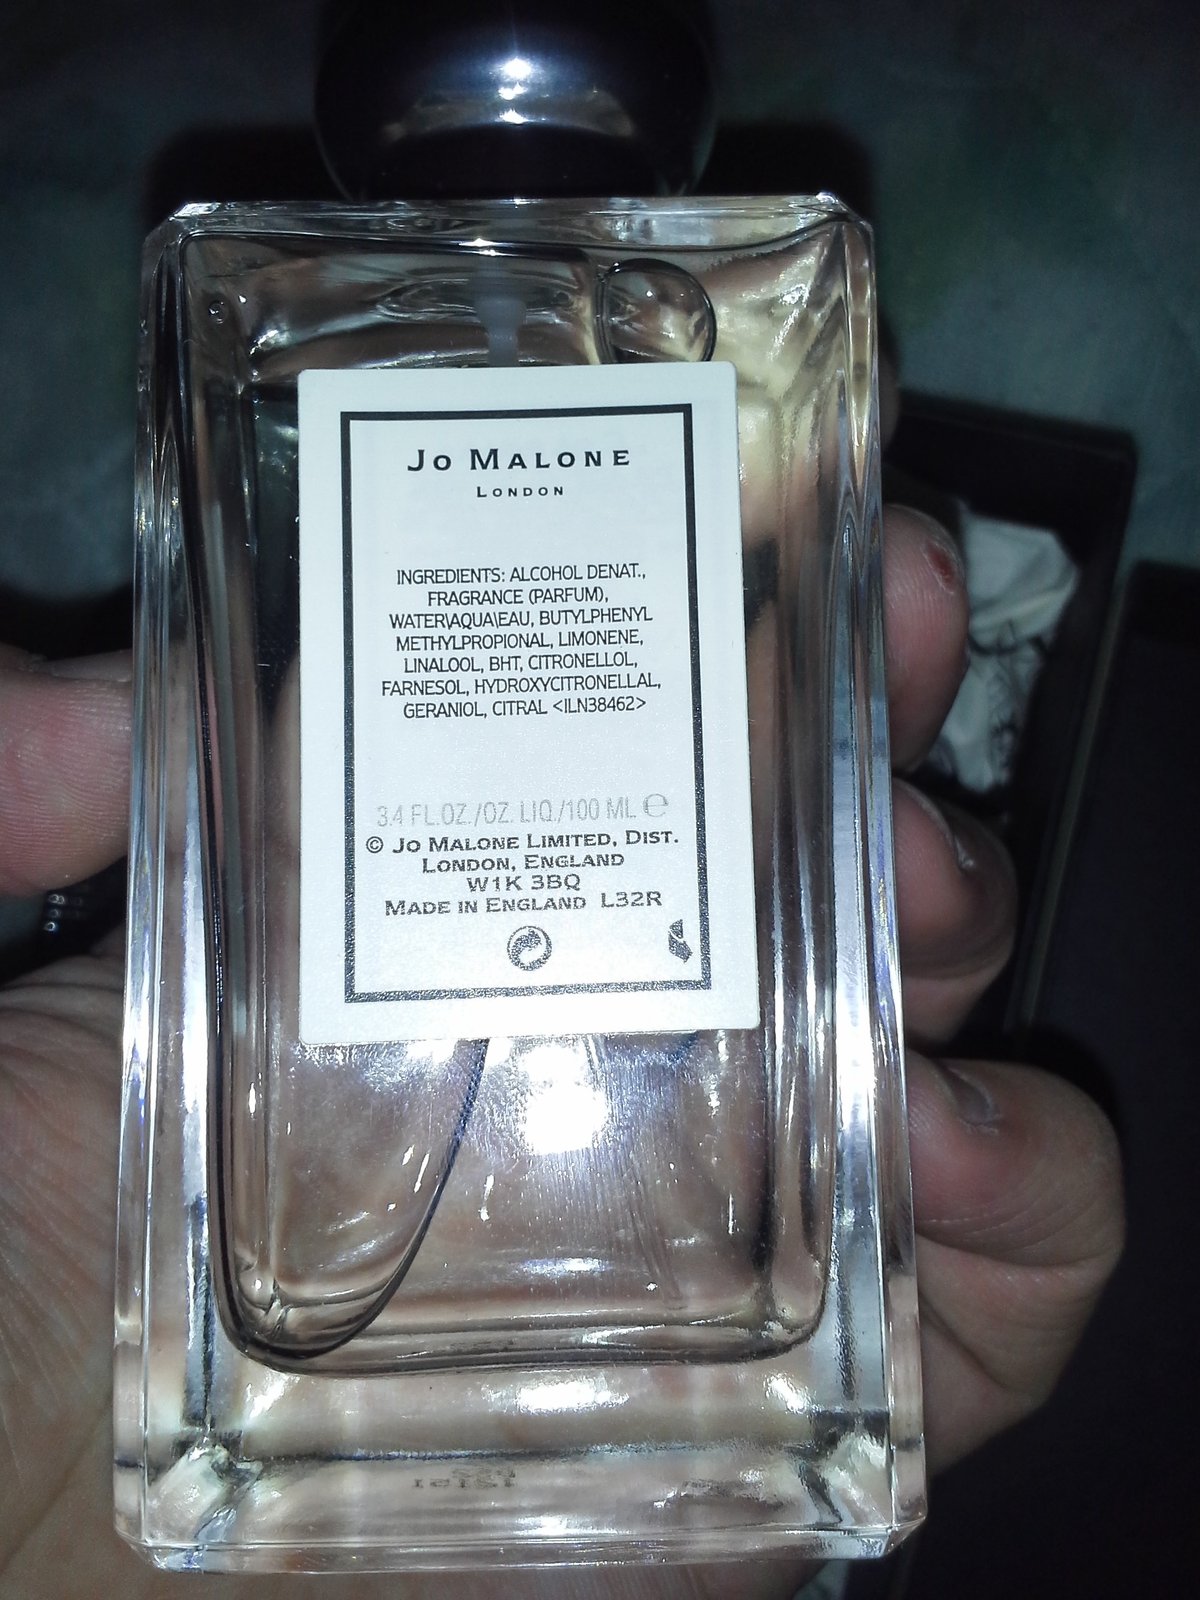 JO MALONE
LONDON
INGREDIENTS: ALCOHOL DENAT.,
FRAGRANCE (PARFUM),
WATER\AQUA\EAU, BUTYLPHENYL
METHYLPROPIONAL, LIMONENE,
LINALOOL, BHT, CITRONELLOL,
FARNESOL, HYDROXYCITRONELLAL,
GERANIOL, CITRAL <ILN38462>
3.4 FL.OZ./OZ. LIQ./100 ML ℮
© JO MALONE LIMITED, DIST.
LONDON, ENGLAND
W1K 3BQ
MADE IN ENGLAND L32R